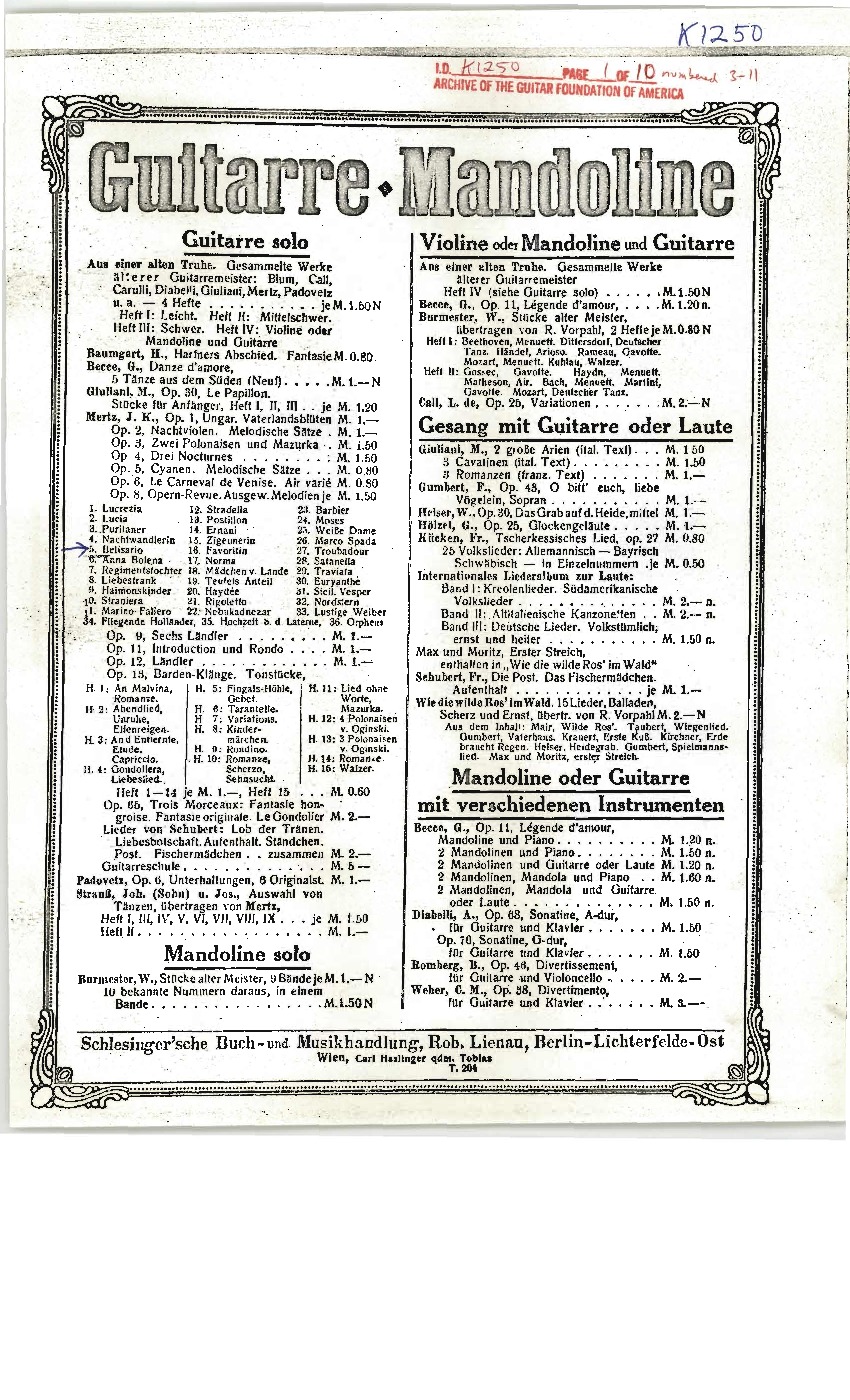 K1250
I.D. K1250 PAGE 1 OF 10 numbered 3-11
ARCHIVE OF THE GUITAR FOUNDATION OF AMERICA
Guitarre • Mandoline
Guitarre solo
Aus einer alten Truhe. Gesammelte Werke
älterer Guitarremeister: Blum, Call,
Carulli, Diabelli, Giuliani, Mertz, Padovetz
u. a. — 4 Hefte . . . . . . . . . . je M. 1.50 N
Heft I: Leicht. Heft II: Mittelschwer.
Heft III: Schwer. Heft IV: Violine oder
Mandoline und Guitarre
Baumgart, H., Harfners Abschied. Fantasie M. 0.80
Becce, G., Danze d'amore,
5 Tänze aus dem Süden (Neu!) . . . . . M. 1.— N
Giuliani, M., Op. 30, Le Papillon.
Stücke für Anfänger, Heft I, II, III . . je M. 1.20
Mertz, J. K., Op. 1, Ungar. Vaterlandsblüten M. 1.—
Op. 2, Nachtviolen. Melodische Sätze . M. 1.—
Op. 3, Zwei Polonaisen und Mazurka . M. 1.50
Op. 4, Drei Nocturnes . . . . . . . . . M. 1.50
Op. 5, Cyanen. Melodische Sätze . . . M. 0.80
Op. 6, Le Carneval de Venise. Air varié M. 0.80
Op. 8, Opern-Revue. Ausgew. Melodien je M. 1.50
1. Lucrezia 12. Stradella 23. Barbier
2. Lucia 13. Postillon 24. Moses
3. Puritaner 14. Ernani 25. Weiße Dame
4. Nachtwandlerin 15. Zigeunerin 26. Marco Spada
5. Belisario 16. Favoritin 27. Troubadour
6. Anna Bolena 17. Norma 28. Satanella
7. Regimentstochter 18. Mädchen v. Lande 29. Traviata
8. Liebestrank 19. Teufels Anteil 30. Euryanthe
9. Haimonskinder 20. Haydée 31. Sicil. Vesper
10. Straniera 21. Rigoletto 32. Nordstern
11. Marino Faliero 22. Nebukadnezar 33. Lustige Weiber
34. Fliegende Holländer, 35. Hochzeit b. d. Laterne, 36. Orpheus
Op. 9, Sechs Ländler . . . . . . . . . M. 1.—
Op. 11, Introduction und Rondo . . . . M. 1.—
Op. 12, Ländler . . . . . . . . . . . . M. 1.—
Op. 13, Barden-Klänge. Tonstücke,
H. 1: An Malvina,
Romanze.
H. 2: Abendlied,
Unruhe,
Elfenreigen.
H. 3: And Entfernte,
Etude,
Capriccio.
H. 4: Gondoliera,
Liebeslied.
H. 5: Fingals-Höhle,
Gebet.
H. 6: Tarantelle.
H. 7: Variations.
H. 8: Kinder-
märchen.
H. 9: Rondino.
H. 10: Romanze,
Scherzo,
Sehnsucht.
H. 11: Lied ohne
Worte,
Mazurka.
H. 12: 4 Polonaisen
v. Oginski.
H. 13: 3 Polonaisen
v. Oginski.
H. 14: Romanze.
H. 15: Walzer.
Heft 1—14 je M. 1.—, Heft 15 . . . M. 0.60
Op. 65, Trois Morceaux: Fantasie hon-
groise. Fantasie originale. Le Gondolier M. 2.—
Lieder von Schubert: Lob der Tränen.
Liebesbotschaft. Aufenthalt. Ständchen.
Post. Fischermädchen . . zusammen M. 2.—
Guitarreschule . . . . . . . . . . . . . M. 5 —
Padovetz, Op. 6, Unterhaltungen, 6 Originalst. M. 1.—
Strauß, Joh. (Sohn) u. Jos., Auswahl von
Tänzen, übertragen von Mertz,
Heft I, III, IV, V, VI, VII, VIII, IX . . . je M. 1.50
Heft II . . . . . . . . . . . . . . . . . M. 1.—
Mandoline solo
Burmester, W., Stücke alter Meister, 9 Bände je M. 1.— N
10 bekannte Nummern daraus, in einem
Bande . . . . . . . . . . . . . . . . M. 1.50 N
Violine oder Mandoline und Guitarre
Aus einer alten Truhe. Gesammelte Werke
älterer Guitarremeister
Heft IV (siehe Guitarre solo) . . . . . M. 1.50 N
Becce, G., Op. 11, Légende d'amour, . . . . M. 1.20 n.
Burmester, W., Stücke alter Meister,
übertragen von R. Vorpahl, 2 Hefte je M. 0.80 N
Heft I: Beethoven, Menuett. Dittersdorf, Deutscher
Tanz. Händel, Arioso. Rameau, Gavotte.
Mozart, Menuett. Kuhlau, Walzer.
Heft II: Gossec, Gavotte. Haydn, Menuett.
Matheson, Air. Bach, Menuett. Martini,
Gavotte. Mozart, Deutscher Tanz.
Call, L. de, Op. 25, Variationen . . . . . . . M. 2.— N
Gesang mit Guitarre oder Laute
Giuliani, M., 2 große Arien (ital. Text) . . . M. 1 50
3 Cavatinen (ital. Text) . . . . . . . . . M. 1.50
3 Romanzen (franz. Text) . . . . . . . M. 1.—
Gumbert, F., Op. 43, O bitt' euch, liebe
Vögelein, Sopran . . . . . . . . . . . M. 1.—
Heiser, W., Op. 30, Das Grab auf d. Heide, mittel M. 1.—
Hölzel, G., Op. 25, Glockengeläute . . . . . M. 1.—
Kücken, Fr., Tscherkessisches Lied, op. 27 M. 0.80
25 Volkslieder: Allemannisch — Bayrisch
Schwäbisch — in Einzelnummern . je M. 0.50
Internationales Liederalbum zur Laute:
Band I: Kreolenlieder. Südamerikanische
Volkslieder . . . . . . . . . . . . . . M. 2.— n.
Band II: Altitalienische Kanzonetten . . M. 2.— n.
Band III: Deutsche Lieder. Volkstümlich,
ernst und heiter . . . . . . . . . . . M. 1.50 n.
Max und Moritz, Erster Streich,
enthalten in „Wie die wilde Ros' im Wald“
Schubert, Fr., Die Post. Das Fischermädchen.
Aufenthalt . . . . . . . . . . . . . je M. 1.—
Wie die wilde Ros' im Wald. 15 Lieder, Balladen,
Scherz und Ernst, übertr. von R. Vorpahl M. 2.— N
Aus dem Inhalt: Mair, Wilde Ros'. Taubert, Wiegenlied.
Gumbert, Vaterhaus. Krauert, Erste Kuß. Kirchner, Erde
braucht Regen. Heiser, Heidegrab. Gumbert, Spielmanns-
lied. Max und Moritz, erster Streich.
Mandoline oder Guitarre
mit verschiedenen Instrumenten
Becce, G., Op. 11, Légende d'amour,
Mandoline und Piano . . . . . . . . . . M. 1.20 n.
2 Mandolinen und Piano . . . . . . . . M. 1.50 n.
2 Mandolinen und Guitarre oder Laute M. 1.20 n.
2 Mandolinen, Mandola und Piano . . M. 1.60 n.
2 Mandolinen, Mandola und Guitarre
oder Laute . . . . . . . . . . . . . . M. 1.50 n.
Diabelli, A., Op. 68, Sonatine, A-dur,
für Guitarre und Klavier . . . . . . . M. 1.50
Op. 70, Sonatine, G-dur,
für Guitarre und Klavier . . . . . . . M. 1.50
Romberg, B., Op. 46, Divertissement,
für Guitarre und Violoncello . . . . . M. 2.—
Weber, C. M., Op. 38, Divertimento,
für Guitarre und Klavier . . . . . . . M. 3.—
Schlesinger'sche Buch- und Musikhandlung, Rob. Lienau, Berlin-Lichterfelde-Ost
Wien, Carl Haslinger qdm. Tobias
T. 204